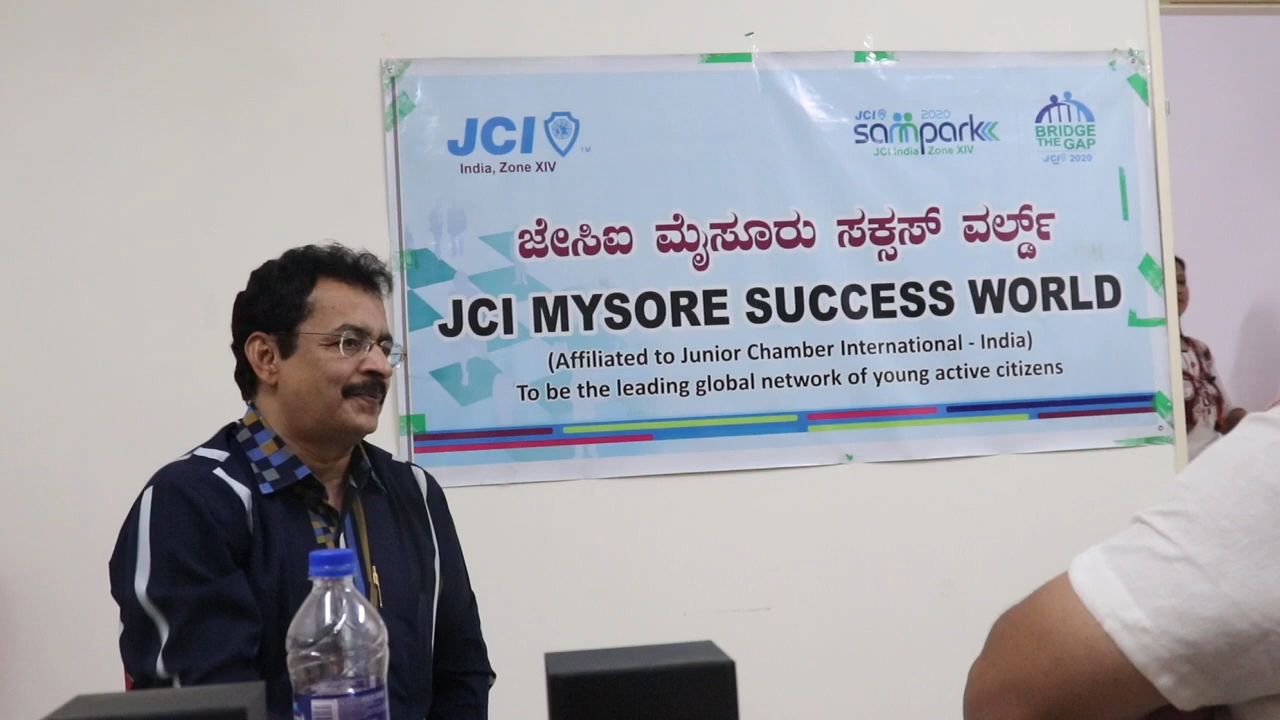 JCI
TM
India, Zone XIV
JCI 2020
sampark
JCI India Zone XIV
BRIDGE
THE GAP
JCI 2020
ಜೇಸಿಐ ಮೈಸೂರು ಸಕ್ಸಸ್ ವರ್ಲ್ಡ್
JCI MYSORE SUCCESS WORLD
(Affiliated to Junior Chamber International - India)
To be the leading global network of young active citizens